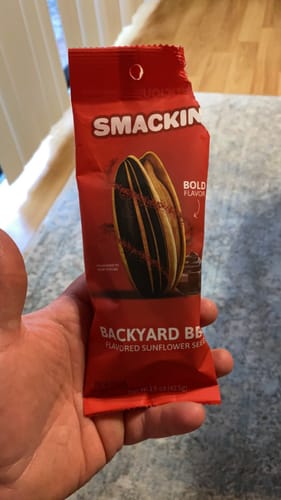 SMACKIN
BOLD
FLAVOR
BACKYARD BB
FLAVORED SUNFLOWER SEE